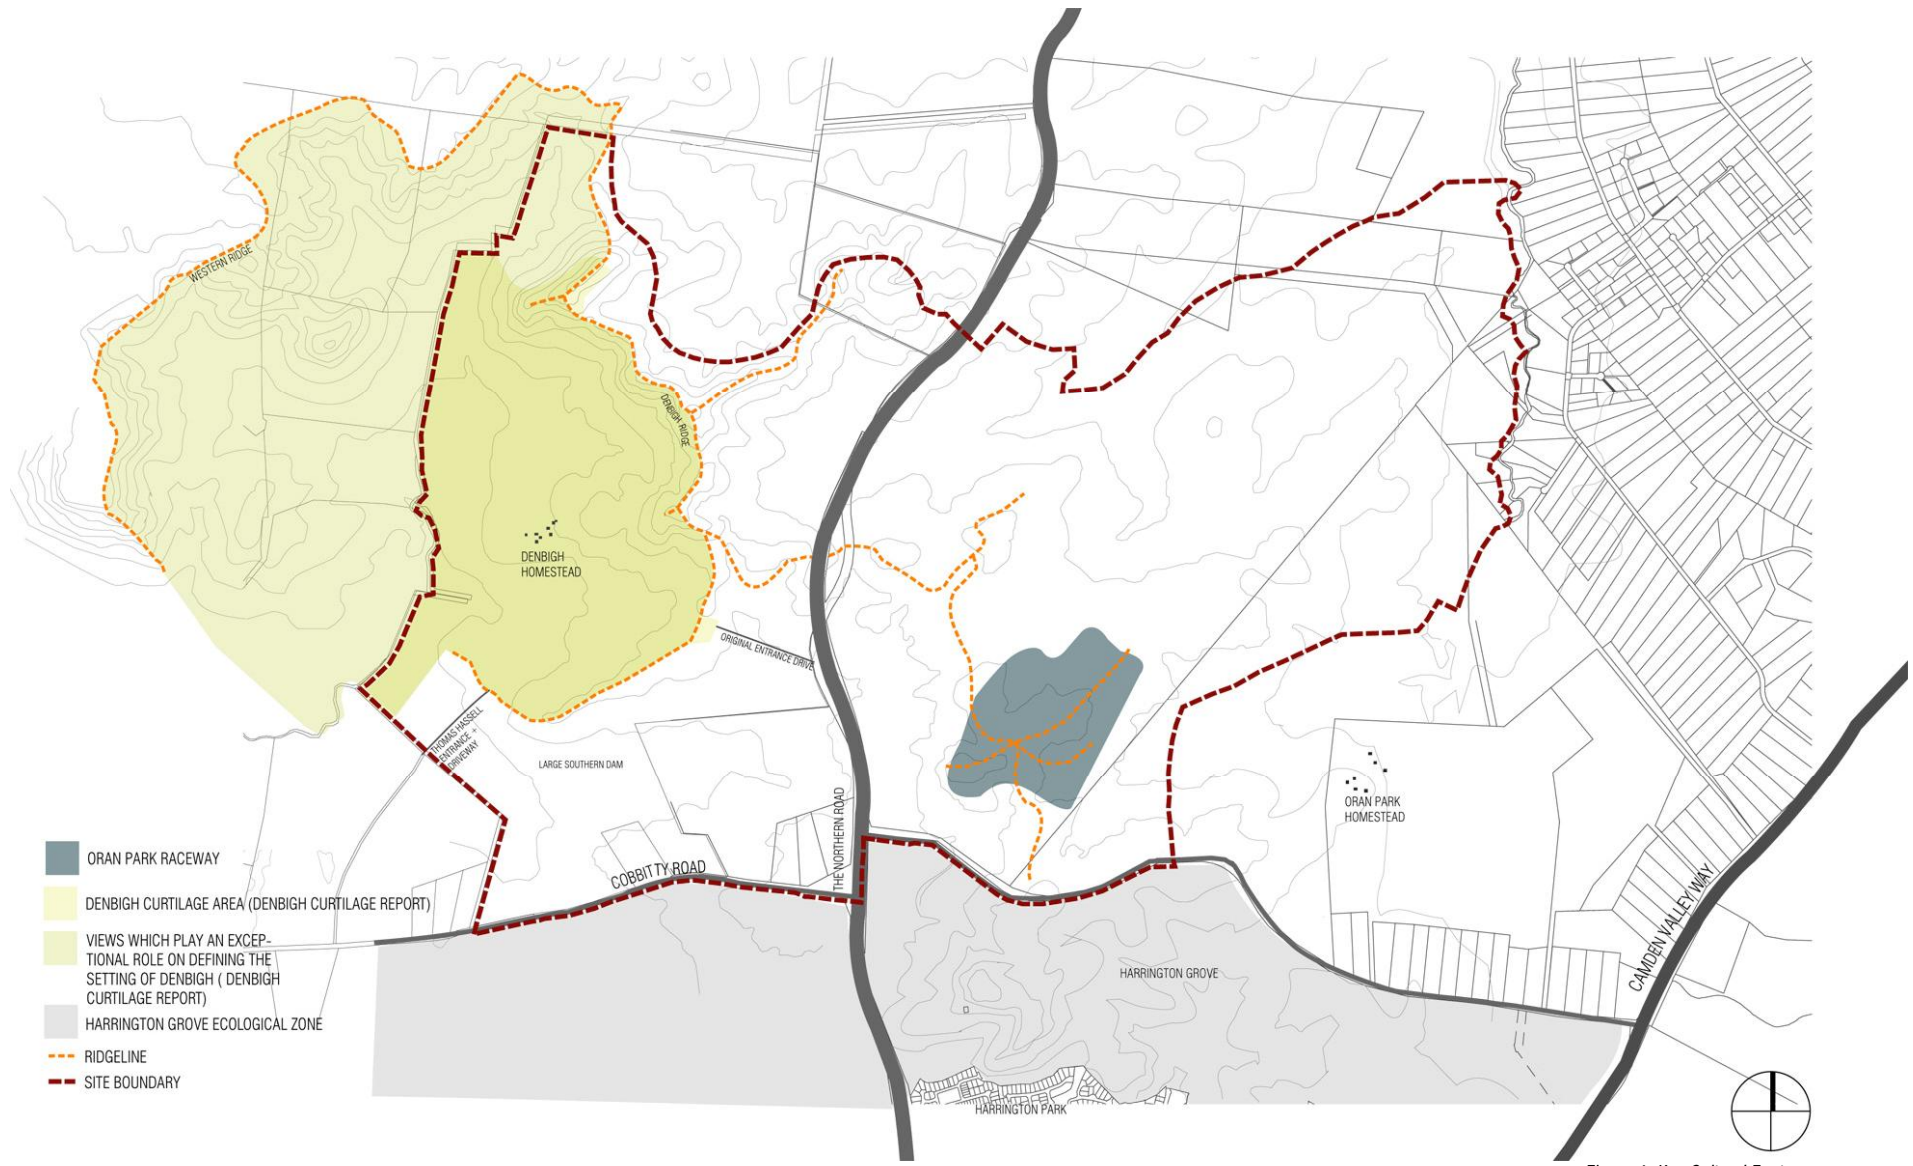 WESTERN RIDGE
DENBIGH RIDGE
DENBIGH
HOMESTEAD
ORIGINAL ENTRANCE DRIVE
THOMAS HASSELL
ENTRANCE +
DRIVEWAY
LARGE SOUTHERN DAM
THE NORTHERN ROAD
COBBITTY ROAD
ORAN PARK
HOMESTEAD
CAMDEN VALLEY WAY
HARRINGTON GROVE
HARRINGTON PARK
ORAN PARK RACEWAY
DENBIGH CURTILAGE AREA (DENBIGH CURTILAGE REPORT)
VIEWS WHICH PLAY AN EXCEP-
TIONAL ROLE ON DEFINING THE
SETTING OF DENBIGH ( DENBIGH
CURTILAGE REPORT)
HARRINGTON GROVE ECOLOGICAL ZONE
RIDGELINE
SITE BOUNDARY